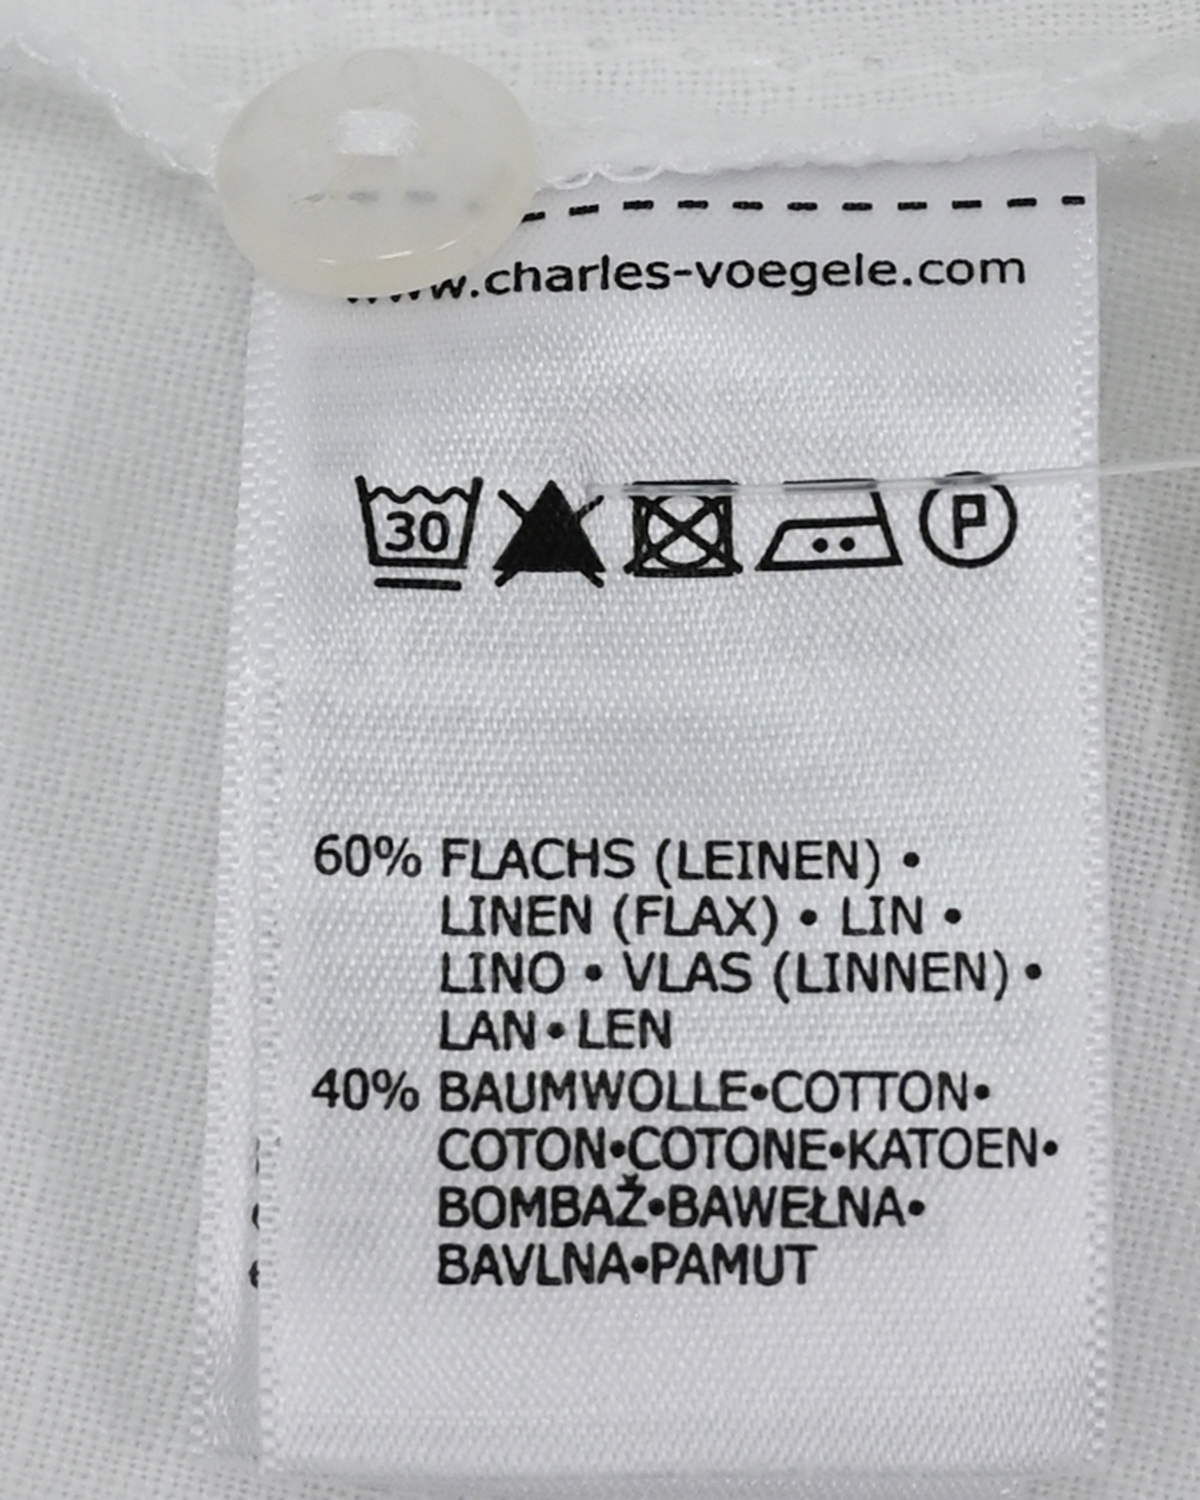 www.charles-voegele.com
30
P
60% FLACHS (LEINEN) •
LINEN (FLAX) • LIN •
LINO • VLAS (LINNEN) •
LAN•LEN
40% BAUMWOLLE•COTTON•
COTON•COTONE•KATOEN•
BOMBAŽ•BAWEŁNA•
BAVLNA•PAMUT